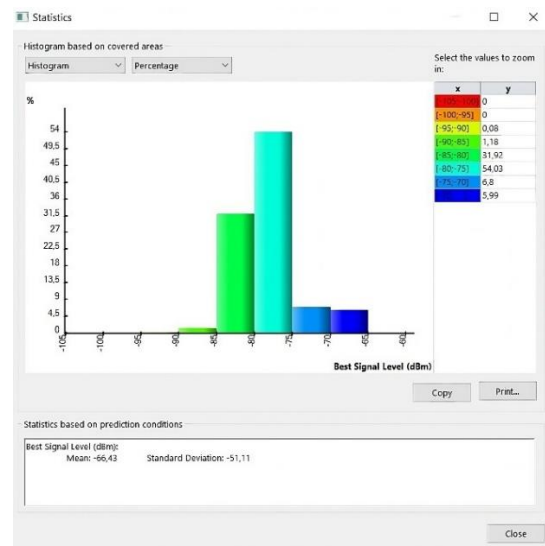 Statistics
Histogram based on covered areas
Histogram
Percentage
Select the values to zoom in:
%
54
49,5
45
40,5
36
31,5
27
22,5
18
13,5
9
4,5
0
-105
-100
-95
-90
-85
-80
-75
-70
-65
-60
Best Signal Level (dBm)
x y
[-105;-100] 0
[-100;-95] 0
[-95;-90] 0,08
[-90;-85] 1,18
[-85;-80] 31,92
[-80;-75] 54,03
[-75;-70] 6,8
5,99
Copy
Print...
Statistics based on prediction conditions
Best Signal Level (dBm):
Mean: -66,43 Standard Deviation: -51,11
Close